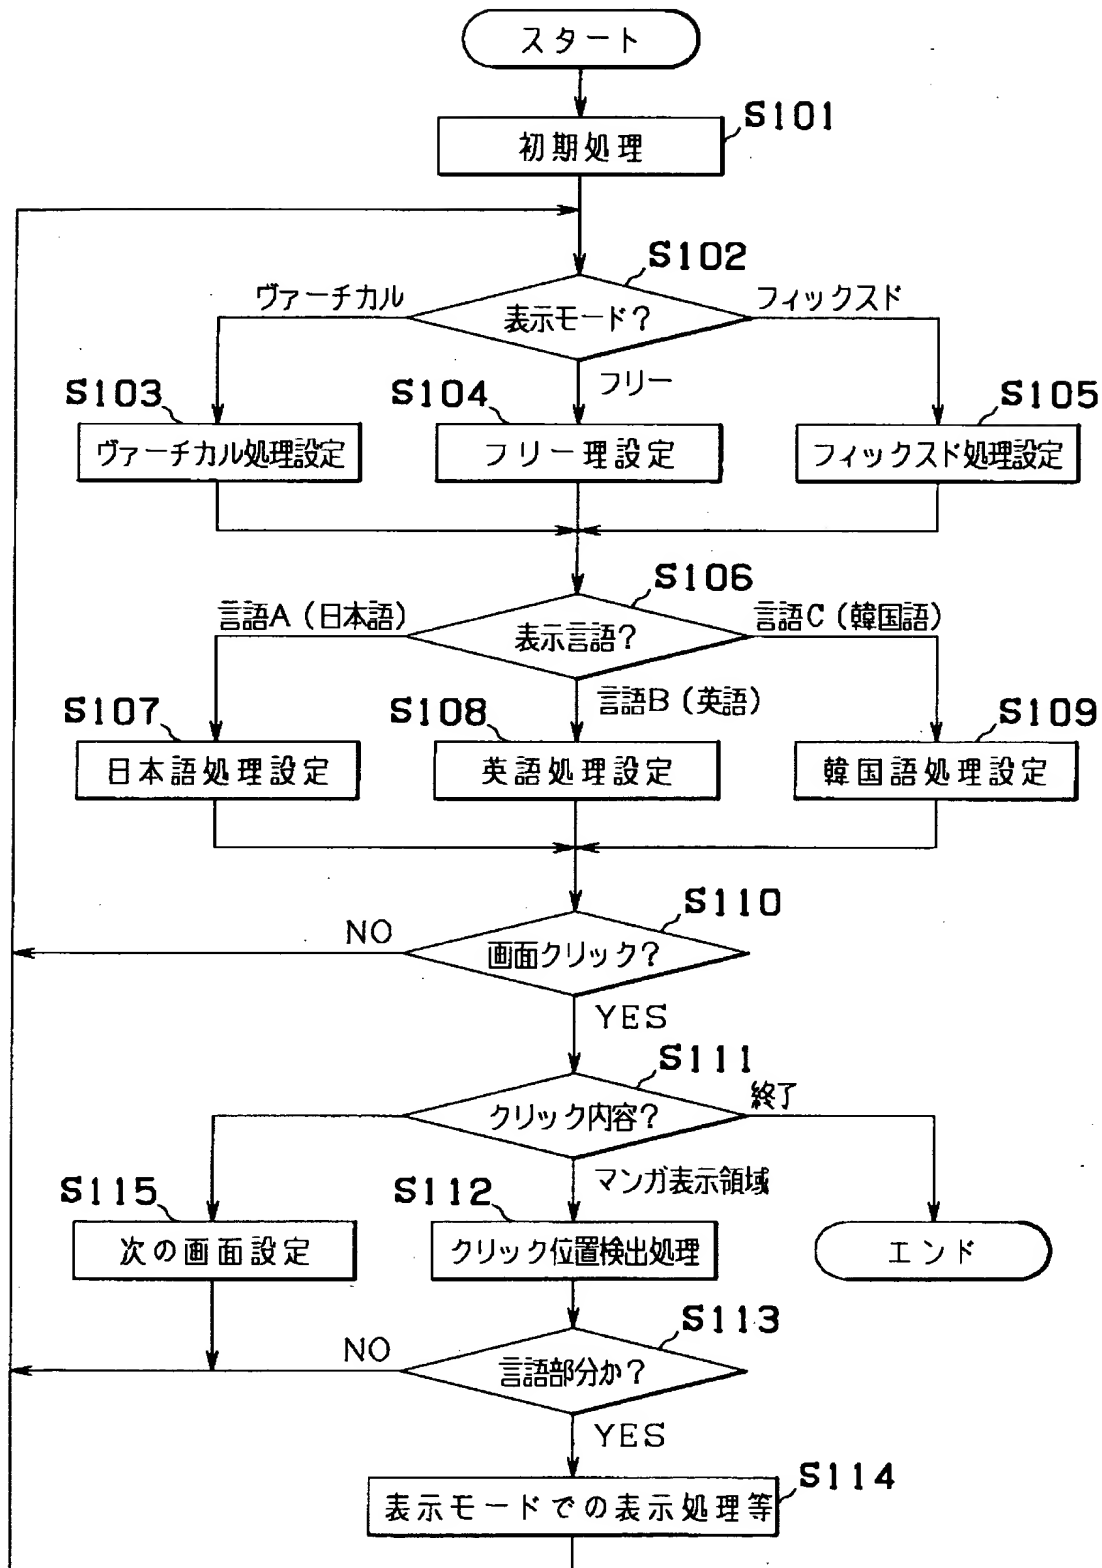 スタート
S101
初期処理
S102
ヴァーチカル
表示モード?
フィックスド
フリー
S103
S104
S105
ヴァーチカル処理設定
フリー理設定
フィックスド処理設定
S106
言語A(日本語)
表示言語?
言語C(韓国語)
言語B(英語)
S107
S108
S109
日本語処理設定
英語処理設定
韓国語処理設定
S110
NO
画面クリック?
YES
S111
クリック内容?
終了
マンガ表示領域
S115
S112
次の画面設定
クリック位置検出処理
エンド
S113
NO
言語部分か?
YES
S114
表示モードでの表示処理等